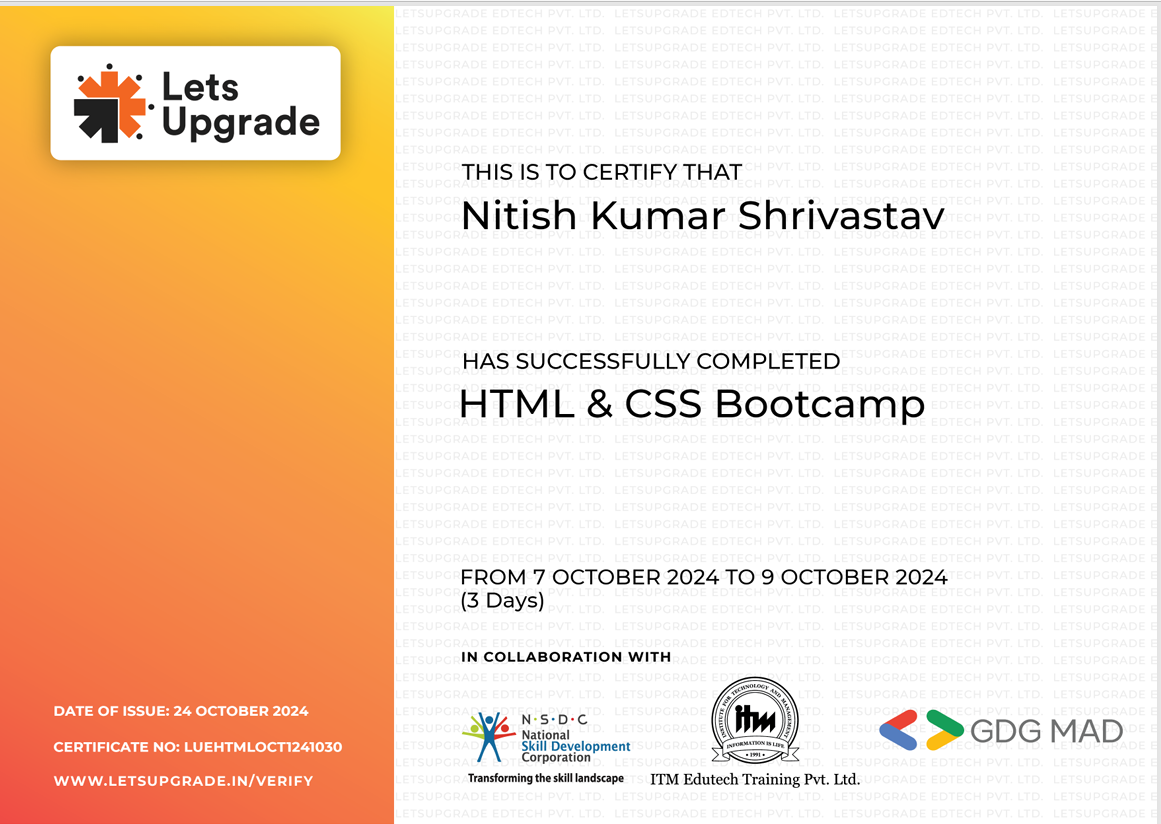 Lets
Upgrade
THIS IS TO CERTIFY THAT
Nitish Kumar Shrivastav
HAS SUCCESSFULLY COMPLETED
HTML & CSS Bootcamp
FROM 7 OCTOBER 2024 TO 9 OCTOBER 2024
(3 Days)
IN COLLABORATION WITH
N·S·D·C
National
Skill Development
Corporation
Transforming the skill landscape
INSTITUTE FOR TECHNOLOGY AND MANAGEMENT
itm
INFORMATION IS LIFE
1991
ITM Edutech Training Pvt. Ltd.
GDG MAD
DATE OF ISSUE: 24 OCTOBER 2024
CERTIFICATE NO: LUEHTMLOCT1241030
WWW.LETSUPGRADE.IN/VERIFY
LETSUPGRADE EDTECH PVT. LTD.